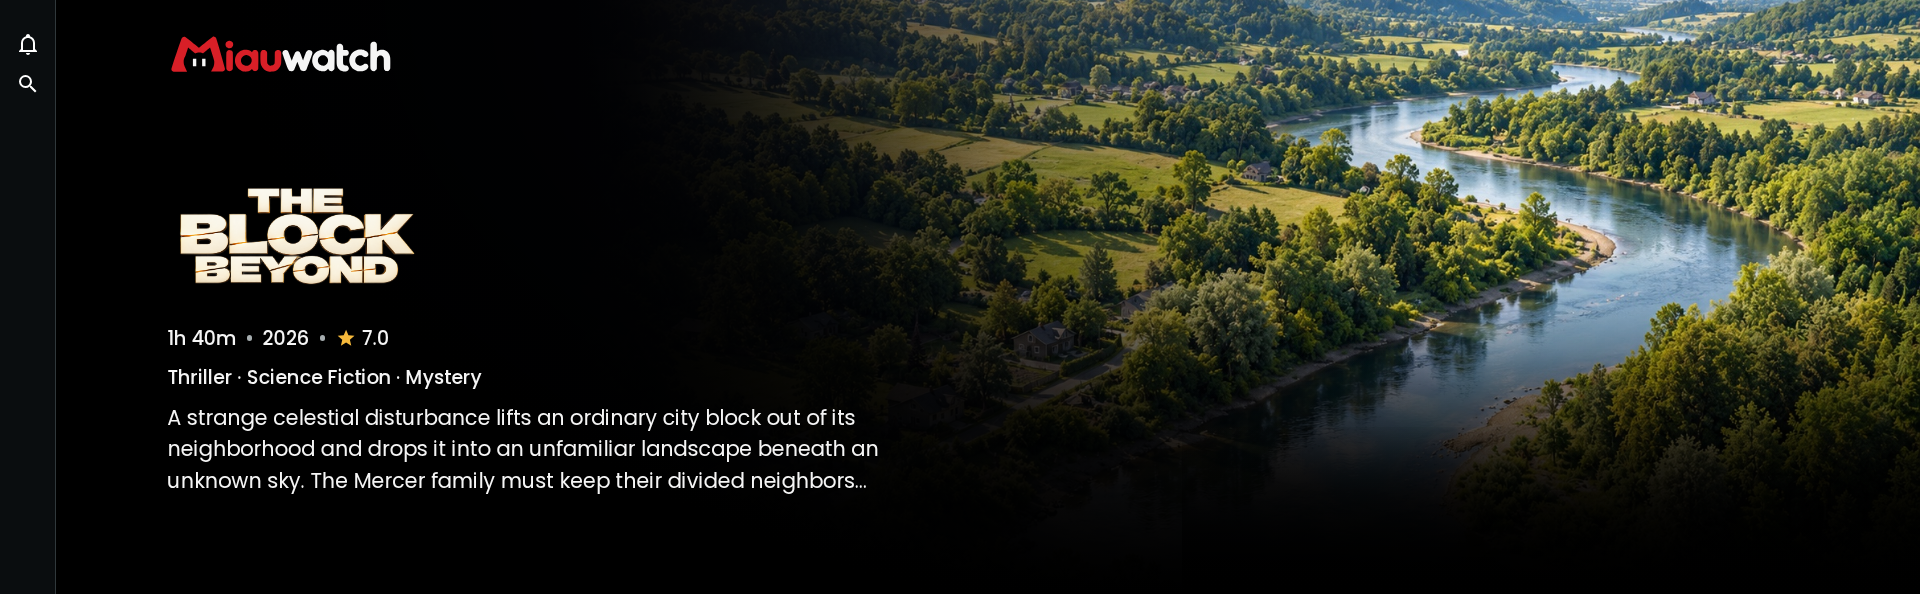 Miauwatch
THE
BLOCK
BEYOND
1h 40m • 2026 • ★ 7.0
Thriller · Science Fiction · Mystery
A strange celestial disturbance lifts an ordinary city block out of its
neighborhood and drops it into an unfamiliar landscape beneath an
unknown sky. The Mercer family must keep their divided neighbors...